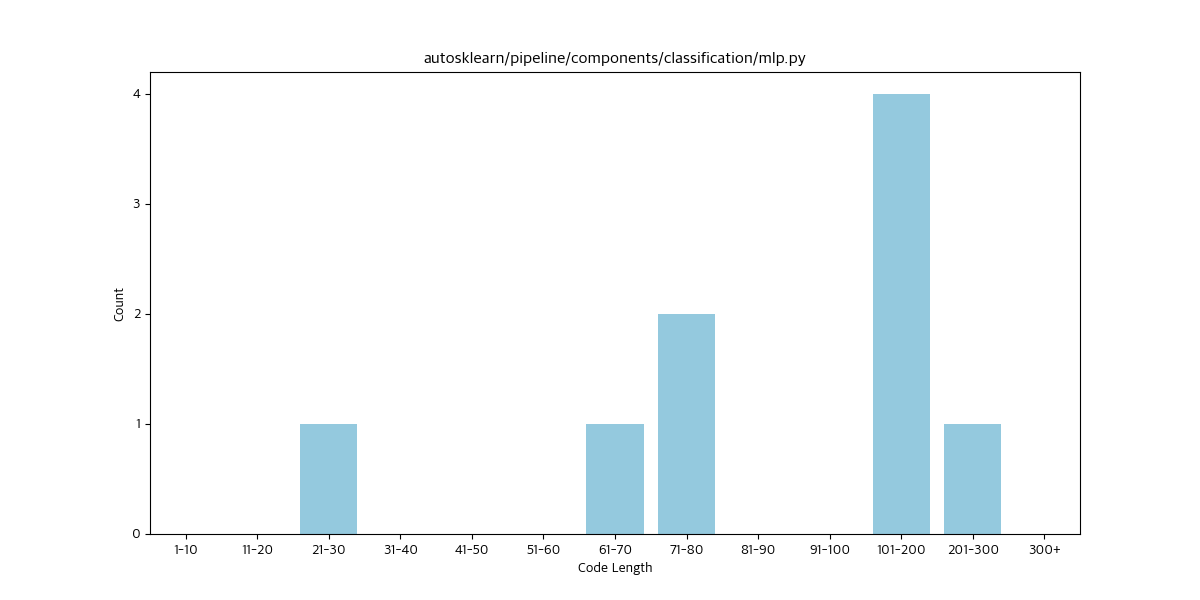 autosklearn/pipeline/components/classification/mlp.py
4
3
2
1
0
Count
1-10 11-20 21-30 31-40 41-50 51-60 61-70 71-80 81-90 91-100 101-200 201-300 300+
Code Length